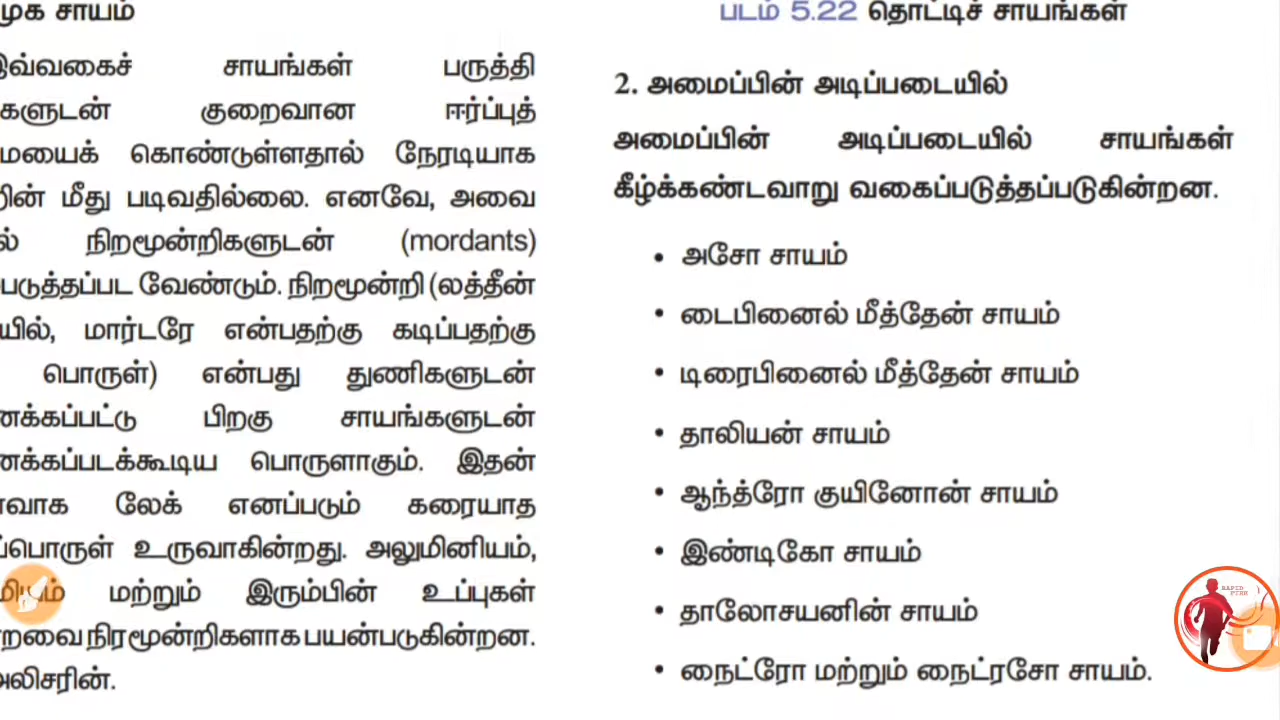 முக சாயம்
இவ்வகைச் சாயங்கள் பருத்தி
களுடன் குறைவான ஈர்ப்புத்
மையைக் கொண்டுள்ளதால் நேரடியாக
றின் மீது படிவதில்லை. எனவே, அவை
ல் நிறமூன்றிகளுடன் (mordants)
படுத்தப்பட வேண்டும். நிறமூன்றி (லத்தீன்
யில், மார்டரே என்பதற்கு கடிப்பதற்கு
பொருள்) என்பது துணிகளுடன்
ணக்கப்பட்டு பிறகு சாயங்களுடன்
ணக்கப்படக்கூடிய பொருளாகும். இதன்
ளவாக லேக் எனப்படும் கரையாத
ப்பொருள் உருவாகின்றது. அலுமினியம்,
மியம் மற்றும் இரும்பின் உப்புகள்
றவை நிரமூன்றிகளாக பயன்படுகின்றன.
அலிசரின்.
படம் 5.22 தொட்டிச் சாயங்கள்
2. அமைப்பின் அடிப்படையில்
அமைப்பின் அடிப்படையில் சாயங்கள்
கீழ்க்கண்டவாறு வகைப்படுத்தப்படுகின்றன.
• அசோ சாயம்
• டைபினைல் மீத்தேன் சாயம்
• டிரைபினைல் மீத்தேன் சாயம்
• தாலியன் சாயம்
• ஆந்த்ரோ குயினோன் சாயம்
• இண்டிகோ சாயம்
• தாலோசயனின் சாயம்
• நைட்ரோ மற்றும் நைட்ரசோ சாயம்.